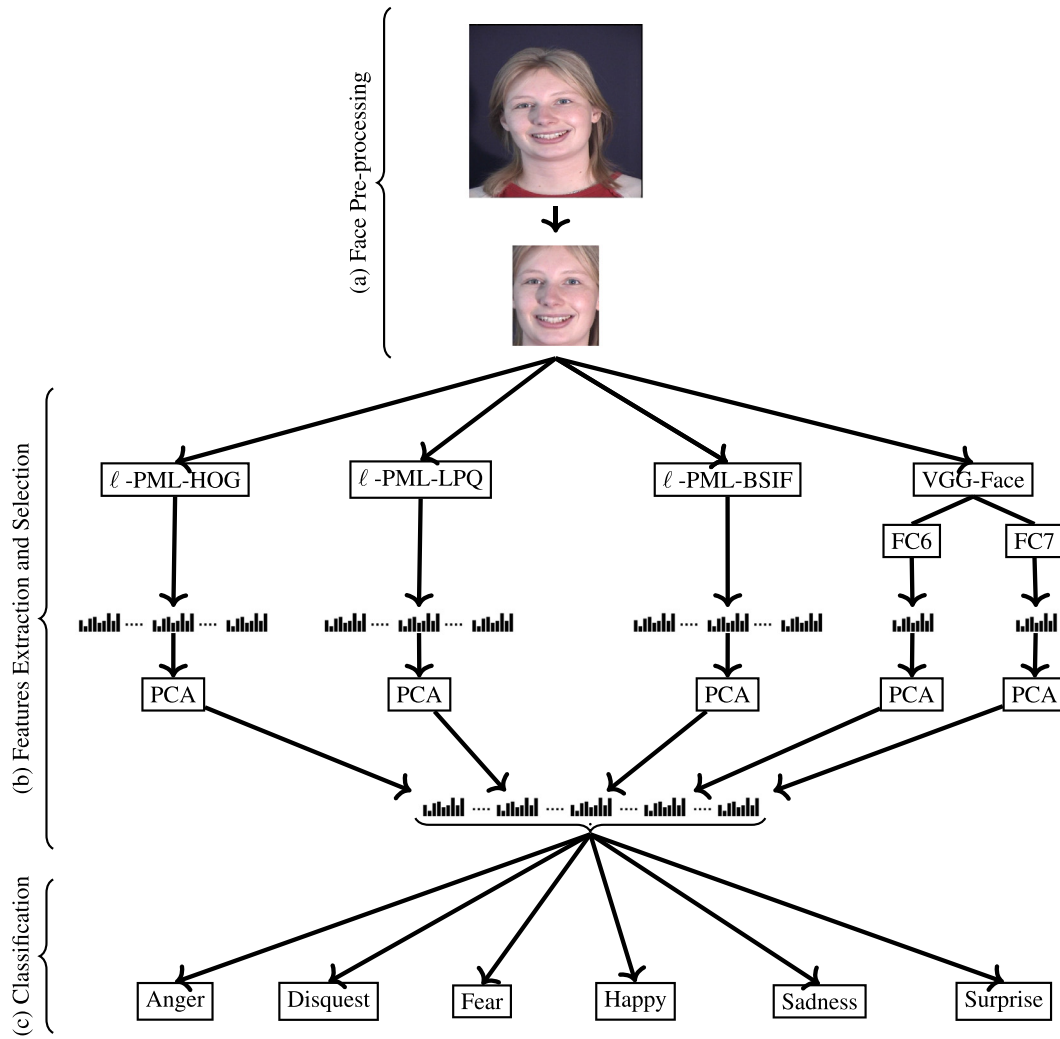 (a) Face Pre-processing
(b) Features Extraction and Selection
ℓ -PML-HOG
ℓ -PML-LPQ
ℓ -PML-BSIF
VGG-Face
FC6
FC7
PCA
PCA
PCA
PCA
PCA
(c) Classification
Anger
Disquest
Fear
Happy
Sadness
Surprise